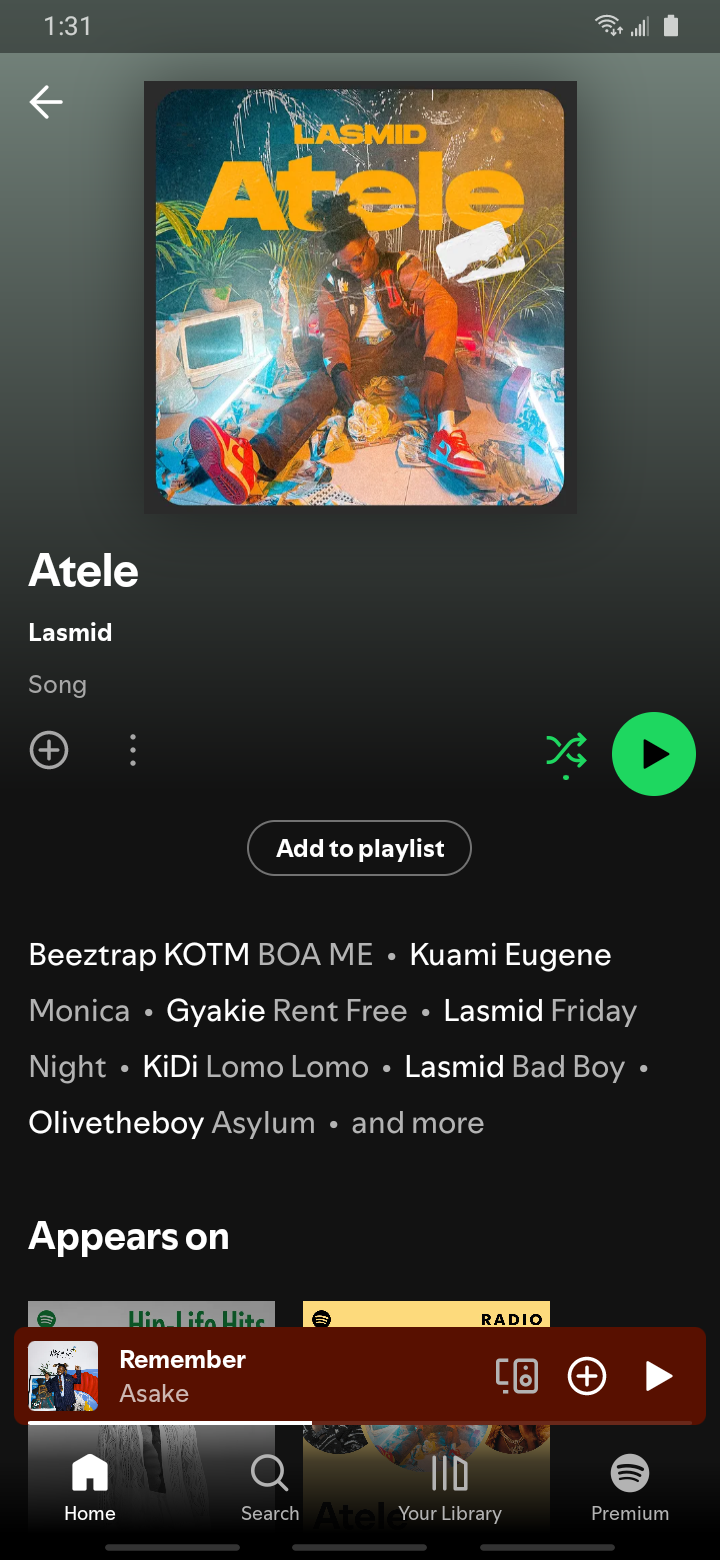 1:31
LASMID
Atele
Atele
Lasmid
Song
Add to playlist
Beeztrap KOTM BOA ME • Kuami Eugene
Monica • Gyakie Rent Free • Lasmid Friday
Night • KiDi Lomo Lomo • Lasmid Bad Boy •
Olivetheboy Asylum • and more
Appears on
Hip-Life Hits
RADIO
Remember
Asake
Atele
Home
Search
Your Library
Premium